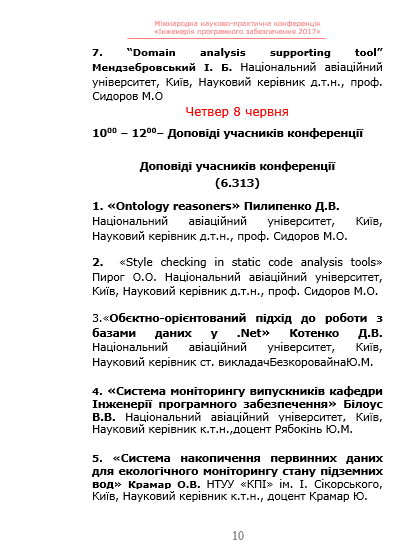 Міжнародна науково-практична конференція
«Інженерія програмного забезпечення 2017»
7. “Domain analysis supporting tool”
Мендзебровський І. Б. Національний авіаційний
університет, Київ, Науковий керівник д.т.н., проф.
Сидоров М.О
Четвер 8 червня
10⁰⁰ – 12⁰⁰– Доповіді учасників конференції
Доповіді учасників конференції
(6.313)
1. «Ontology reasoners» Пилипенко Д.В.
Національний авіаційний університет, Київ,
Науковий керівник д.т.н., проф. Сидоров М.О.
2. «Style checking in static code analysis tools»
Пирог О.О. Національний авіаційний університет,
Київ, Науковий керівник д.т.н., проф. Сидоров М.О.
3.«Обєктно-орієнтований підхід до роботи з
базами даних у .Net» Котенко Д.В.
Національний авіаційний університет, Київ,
Науковий керівник ст. викладачБезкоровайнаЮ.М.
4. «Система моніторингу випускників кафедри
Інженерії програмного забезпечення» Білоус
В.В. Національний авіаційний університет, Київ,
Науковий керівник к.т.н.,доцент Рябокінь Ю.М.
5. «Система накопичення первинних даних
для екологічного моніторингу стану підземних
вод» Крамар О.В. НТУУ «КПІ» ім. І. Сікорського,
Київ, Науковий керівник к.т.н., доцент Крамар Ю.
10